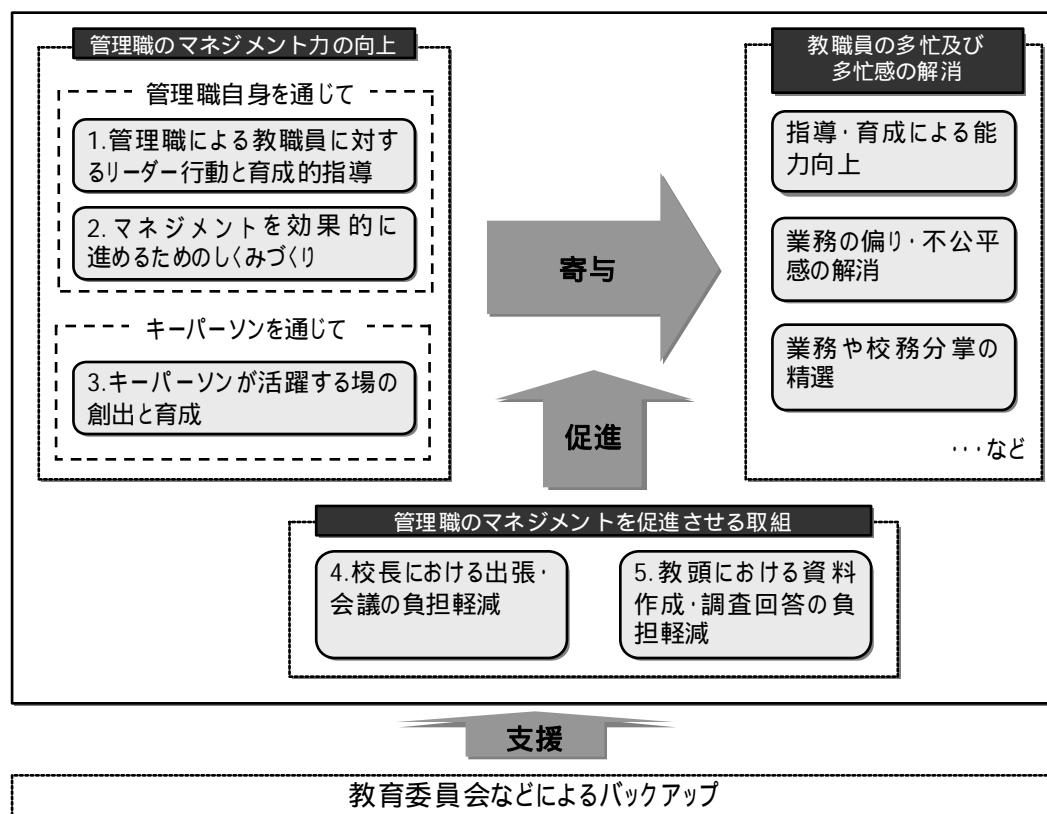 管理職のマネジメント力の向上
管理職自身を通じて
1.管理職による教職員に対す
るリーダー行動と育成的指導
2.マネジメントを効果的に
進めるためのしくみづくり
キーパーソンを通じて
3.キーパーソンが活躍する場の
創出と育成
寄与
促進
教職員の多忙及び
多忙感の解消
指導・育成による能
力向上
業務の偏り・不公平
感の解消
業務や校務分掌の
精選
・・・など
管理職のマネジメントを促進させる取組
4.校長における出張・
会議の負担軽減
5.教頭における資料
作成・調査回答の負
担軽減
支援
教育委員会などによるバックアップ